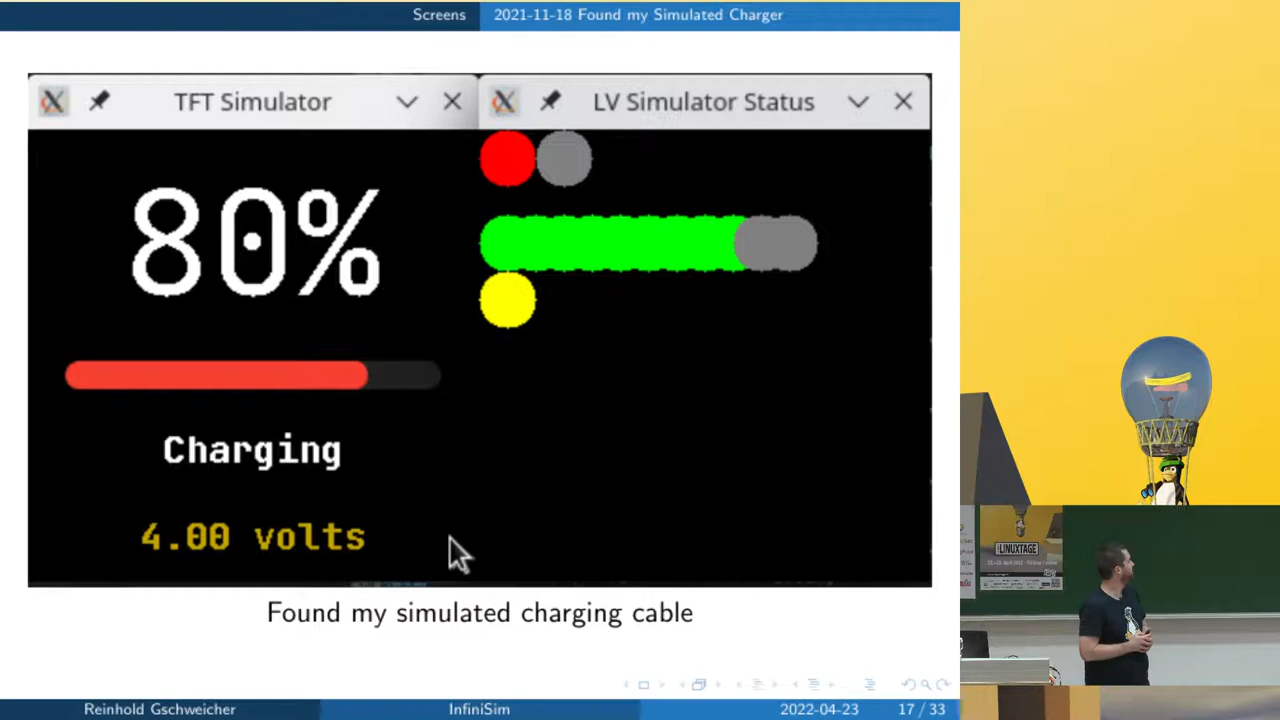 Screens
2021-11-18 Found my Simulated Charger
TFT Simulator
LV Simulator Status
80%
Charging
4.00 volts
Found my simulated charging cable
LINUXTAGE
Reinhold Gschweicher
InfiniSim
2022-04-23
17 / 33